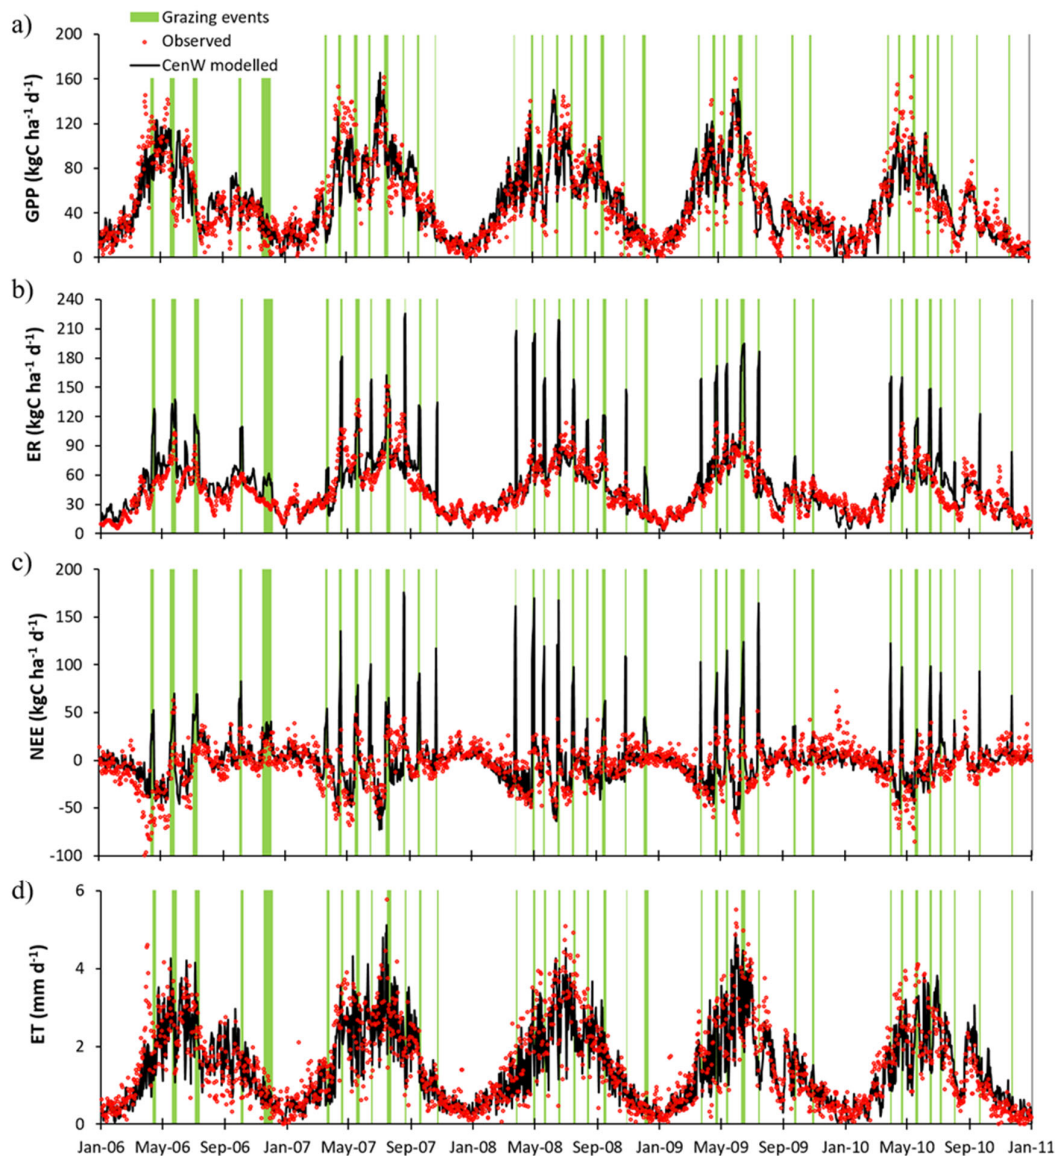 a)
Grazing events
Observed
CenW modelled
200
160
120
80
40
0
GPP (kgC ha-1 d-1)
b)
240
210
180
150
120
90
60
30
0
ER (kgC ha-1 d-1)
c)
200
150
100
50
0
-50
-100
NEE (kgC ha-1 d-1)
d)
6
4
2
0
ET (mm d-1)
Jan-06 May-06 Sep-06 Jan-07 May-07 Sep-07 Jan-08 May-08 Sep-08 Jan-09 May-09 Sep-09 Jan-10 May-10 Sep-10 Jan-11